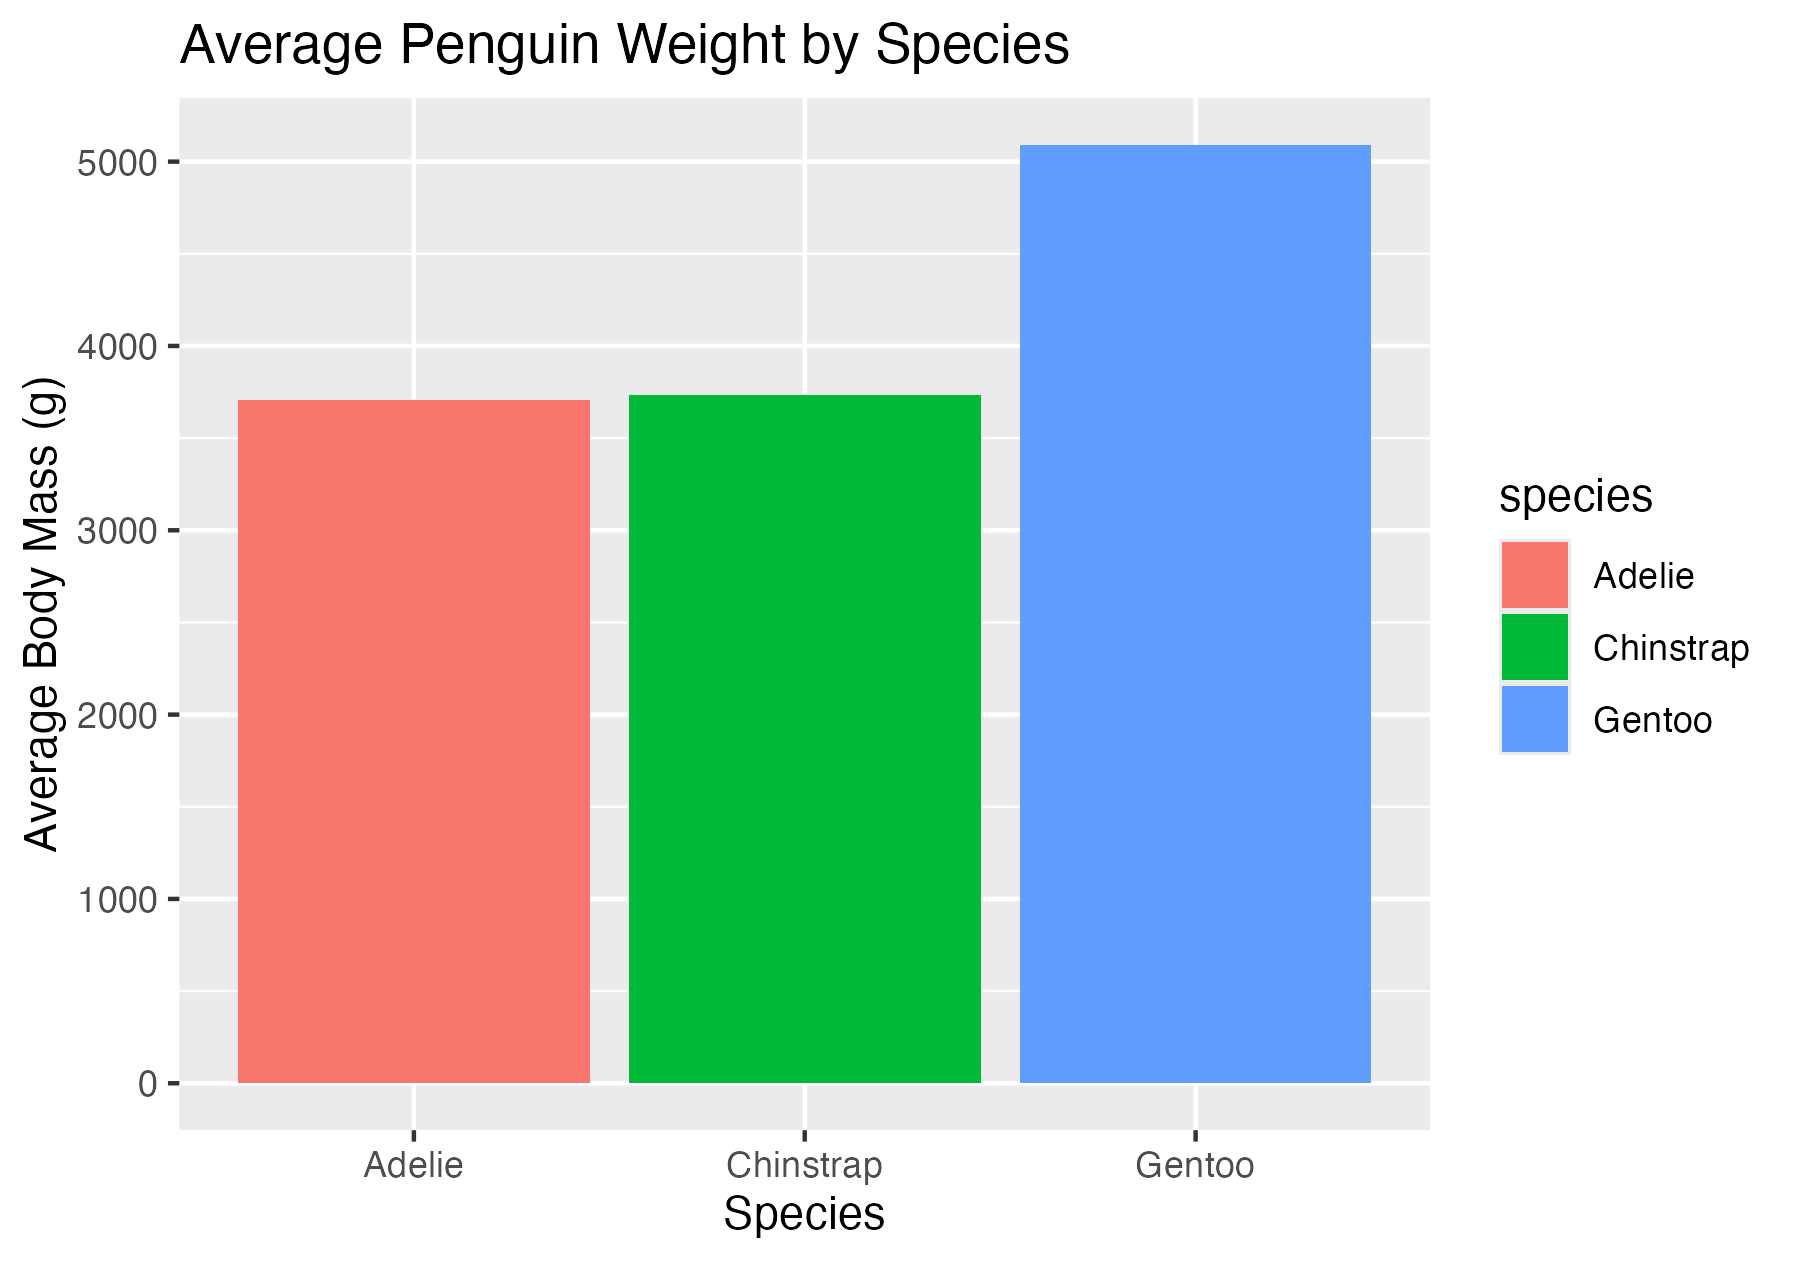 Average Penguin Weight by Species
Average Body Mass (g)
5000
4000
3000
2000
1000
0
Adelie
Chinstrap
Gentoo
Species
species
Adelie
Chinstrap
Gentoo